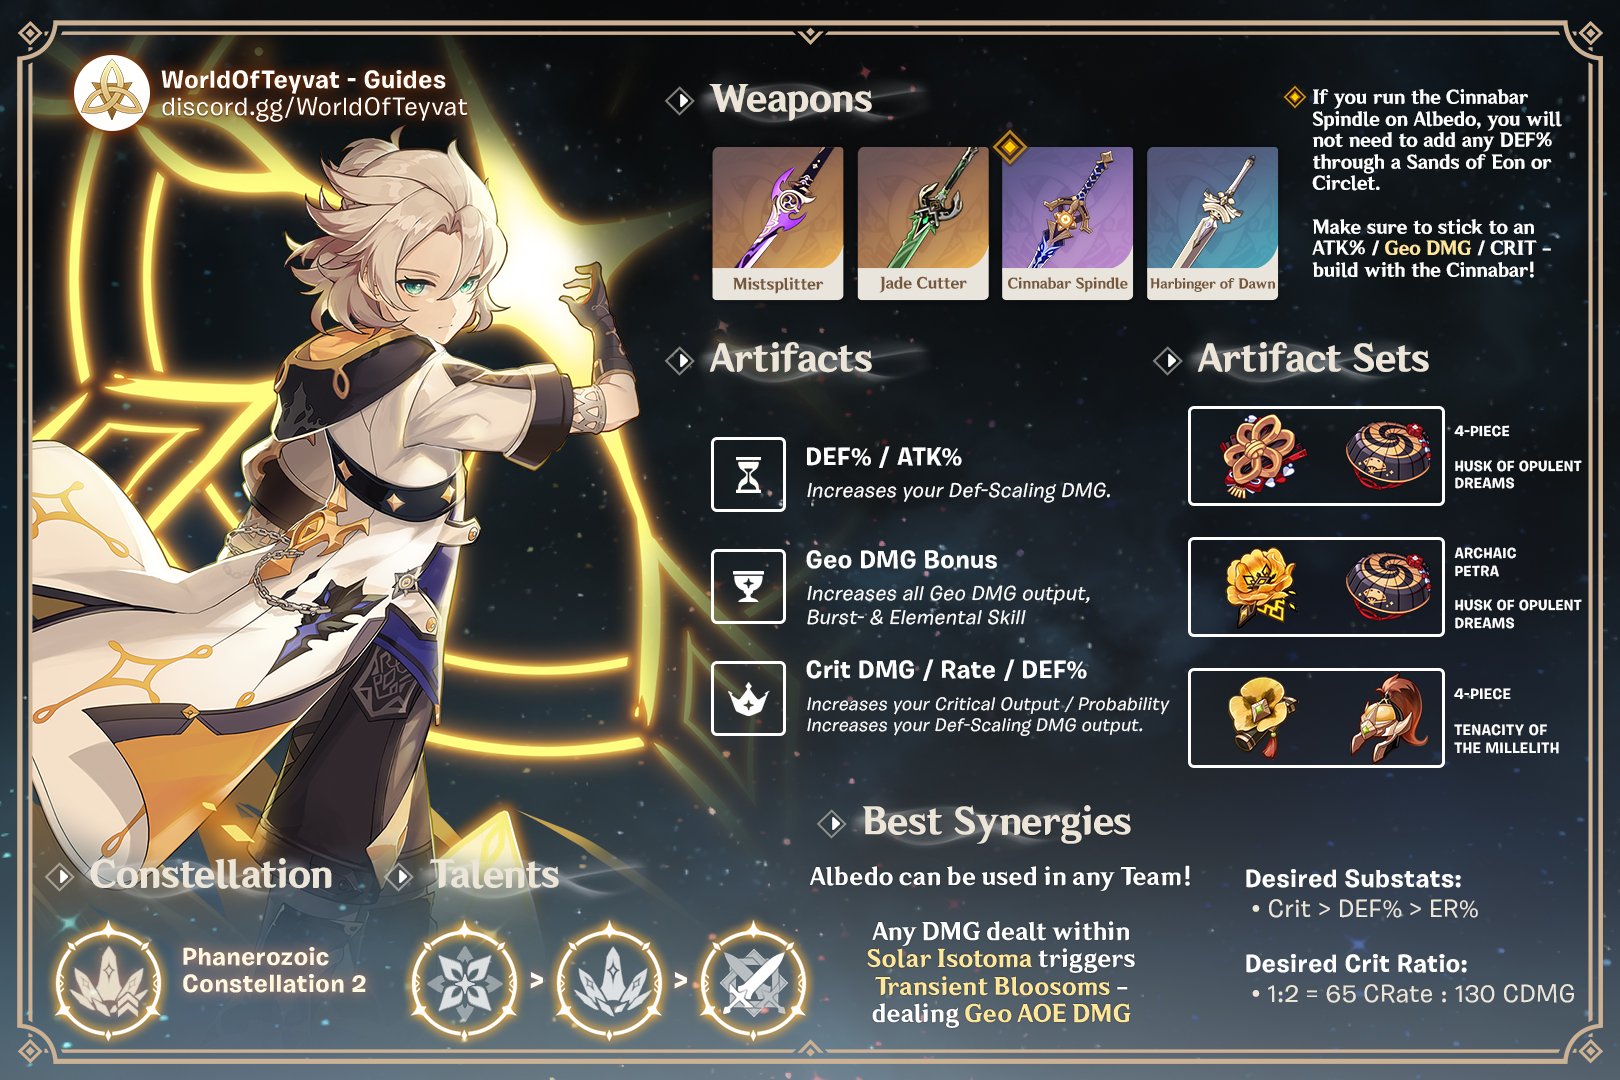 WorldOfTeyvat - Guides
discord.gg/WorldOfTeyvat
Weapons
Mistsplitter
Jade Cutter
Cinnabar Spindle
Harbinger of Dawn
If you run the Cinnabar
Spindle on Albedo, you will
not need to add any DEF%
through a Sands of Eon or
Circlet.
Make sure to stick to an
ATK% / Geo DMG / CRIT -
build with the Cinnabar!
Artifacts
DEF% / ATK%
Increases your Def-Scaling DMG.
Geo DMG Bonus
Increases all Geo DMG output,
Burst- & Elemental Skill
Crit DMG / Rate / DEF%
Increases your Critical Output / Probability
Increases your Def-Scaling DMG output.
Artifact Sets
4-PIECE
HUSK OF OPULENT
DREAMS
ARCHAIC
PETRA
HUSK OF OPULENT
DREAMS
4-PIECE
TENACITY OF
THE MILLELITH
Constellation
Phanerozoic
Constellation 2
Talents
>
>
Best Synergies
Albedo can be used in any Team!
Any DMG dealt within
Solar Isotoma triggers
Transient Bloosoms -
dealing Geo AOE DMG
Desired Substats:
• Crit > DEF% > ER%
Desired Crit Ratio:
• 1:2 = 65 CRate : 130 CDMG